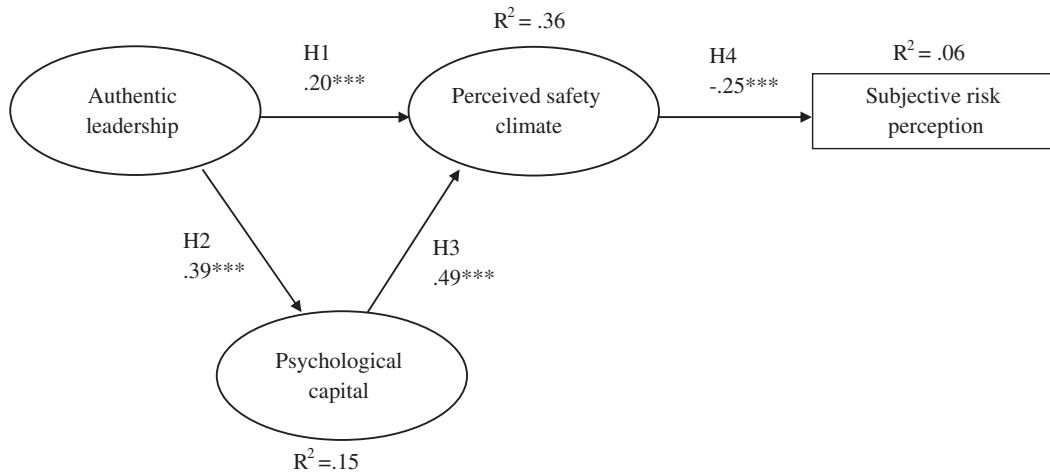 R² = .36
H1
.20***
H4
-.25***
R² = .06
Authentic
leadership
Perceived safety
climate
Subjective risk
perception
H2
.39***
H3
.49***
Psychological
capital
R² =.15